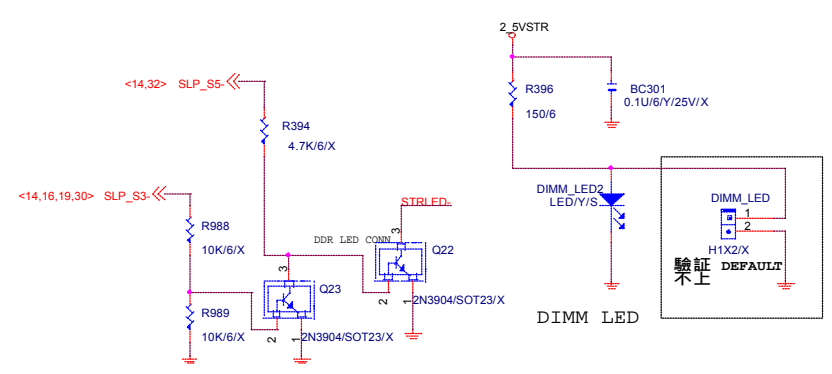 2_5VSTR
<14,32> SLP_S5-
R396
150/6
BC301
0.1U/6/Y/25V/X
R394
4.7K/6/X
<14,16,19,30> SLP_S3-
STRLED-
DIMM_LED2
LED/Y/S
DIMM_LED
1
2
H1X2/X
R988
10K/6/X
DDR LED CONN
3
Q22
3
Q23
驗証 DEFAULT
不上
2
1
2N3904/SOT23/X
R989
10K/6/X
2
1
2N3904/SOT23/X
DIMM LED